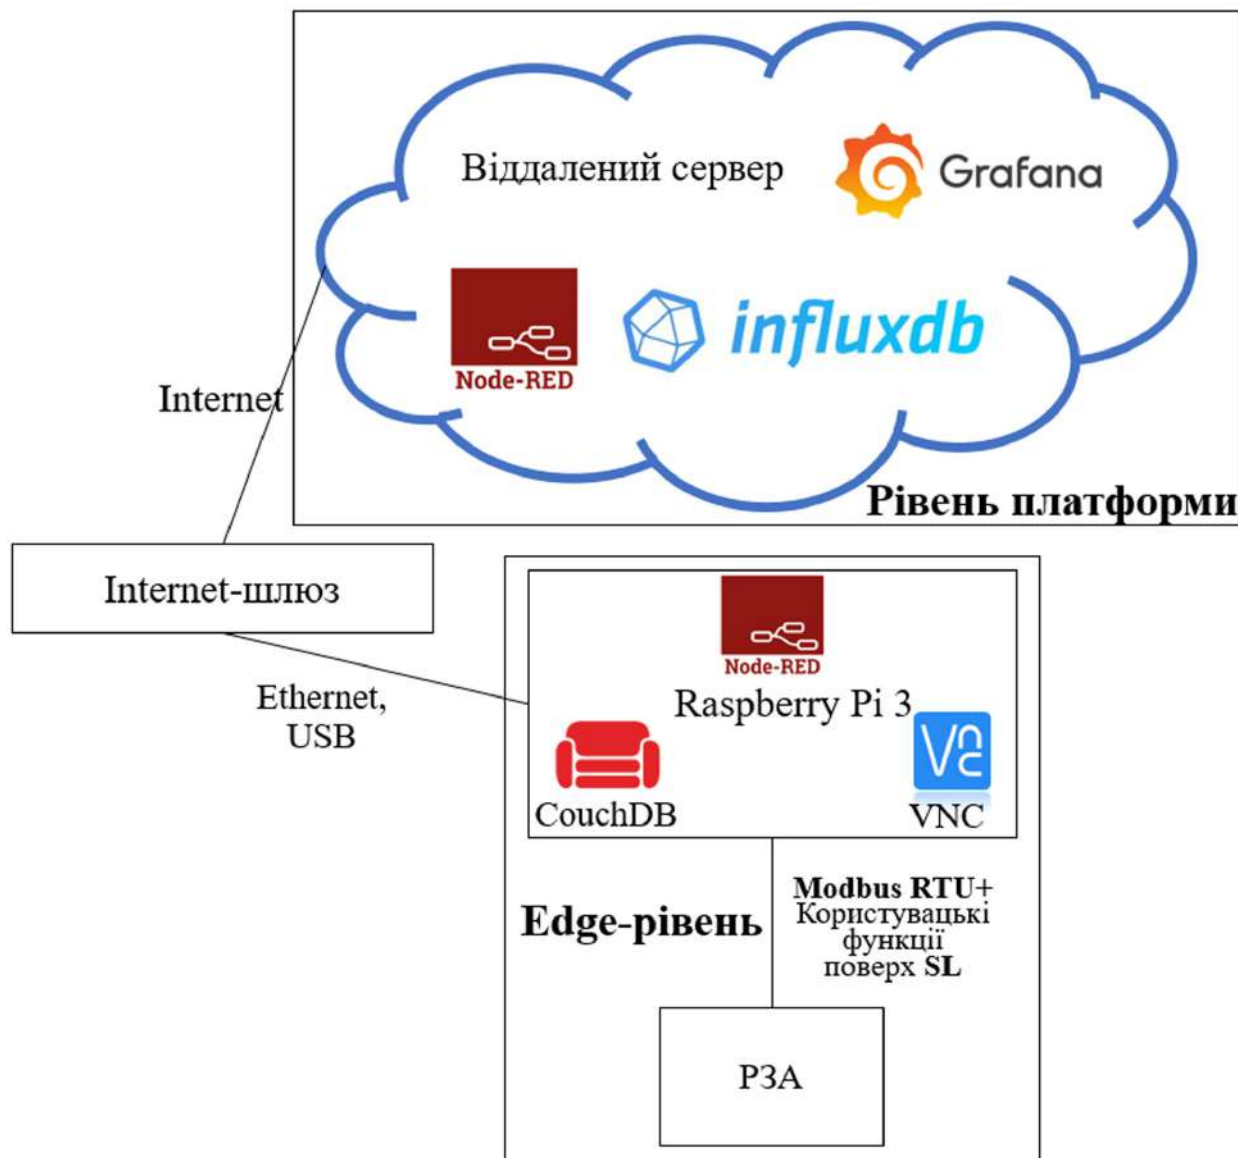 Віддалений сервер
Grafana
Node-RED
influxdb
Internet
Рівень платформи
Internet-шлюз
Node-RED
Raspberry Pi 3
Ethernet,
USB
CouchDB
VNC
VNC
Modbus RTU+
Користувацькі
функції
поверх SL
Edge-рівень
РЗА